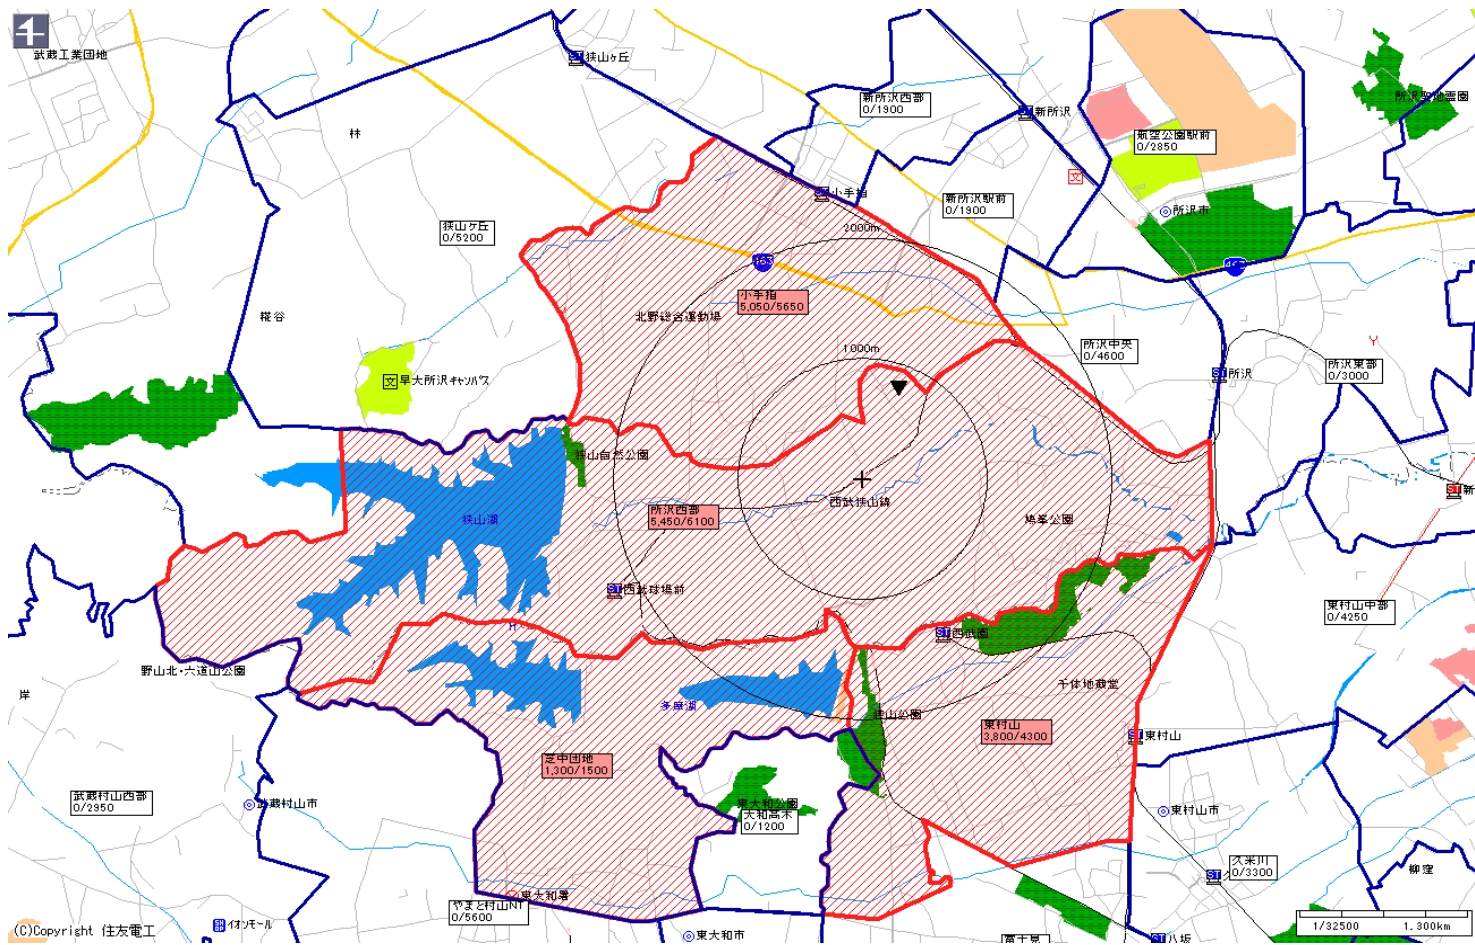 武蔵工業団地
狭山ヶ丘
新所沢西部
0/1900
新所沢
所沢聖地霊園
林
航空公園駅前
0/2850
小手指
新所沢駅前
0/1900
所沢市
狭山ヶ丘
0/5200
2000m
463
小手指
5,050/5650
北野総合運動場
糀谷
1000m
所沢中央
0/4600
所沢東部
0/3000
所沢
早大所沢キャンパス
狭山自然公園
新
西武狭山線
所沢西部
5,450/6100
狭山湖
鳩峯公園
西武球場前
東村山中部
0/4250
西武園
野山北・六道山公園
千体地蔵堂
岸
多摩湖
狭山公園
東村山
3,800/4300
東村山
芝中団地
1,300/1500
武蔵村山西部
0/2950
武蔵村山市
東大和公園
大和高木
0/1200
東村山市
久米川
0/3300
柳窪
東大和署
やまと村山NT
0/5600
イオンモール
(C)Copyright 住友電工
東大和市
富士見
八坂
1/32500
1.300km